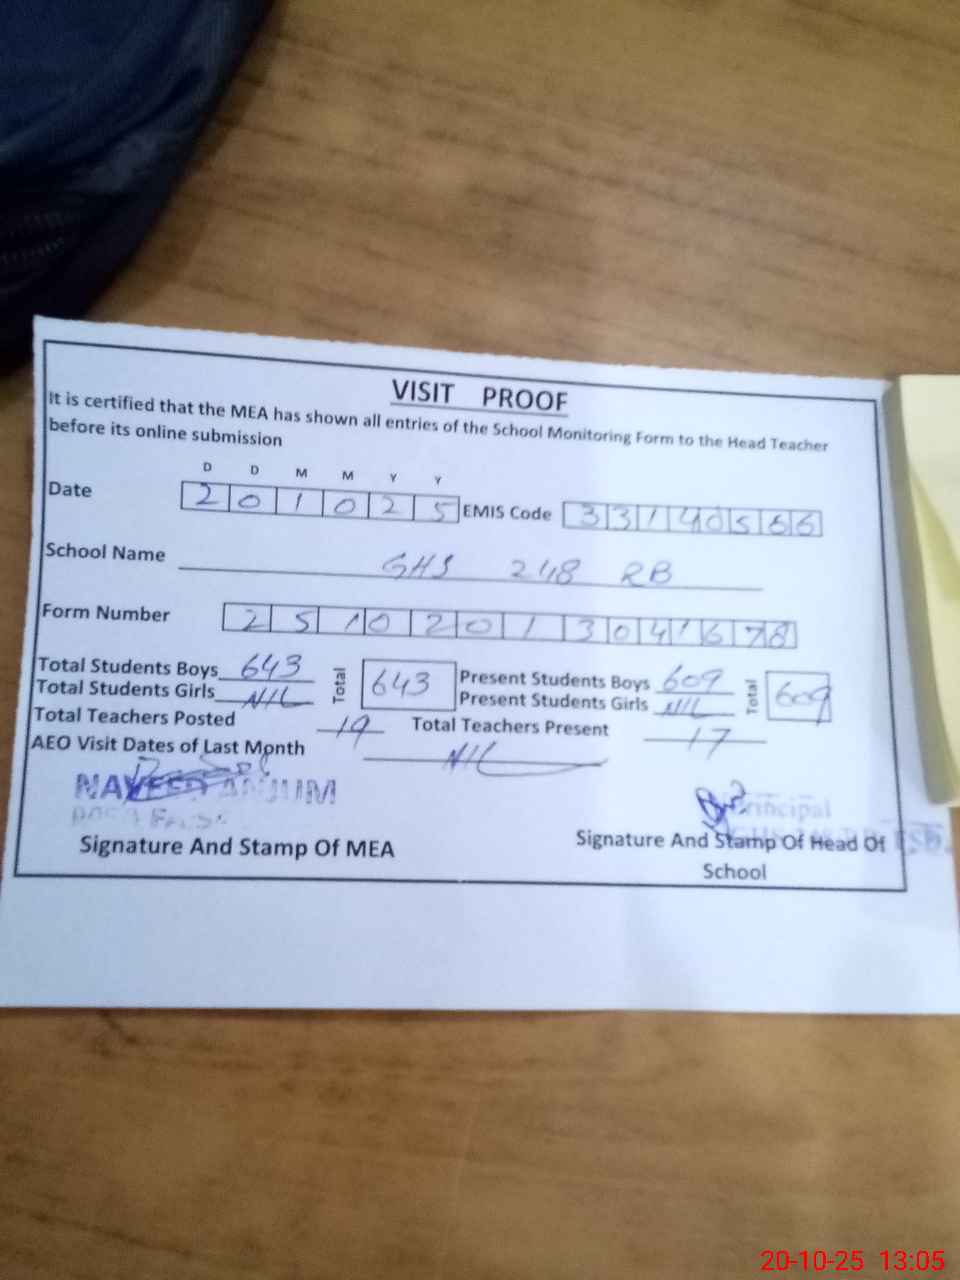 VISIT PROOF
It is certified that the MEA has shown all entries of the School Monitoring Form to the Head Teacher
before its online submission
D D M M Y Y
Date 2 0 1 0 2 5 EMIS Code 3 3 1 4 0 5 6 6
School Name GHS 248 RB
Form Number 2 5 1 0 2 0 1 3 0 4 1 6 7 8
Total Students Boys 643 Total 643 Present Students Boys 609 Total 609
Total Students Girls NIL Present Students Girls NIL
Total Teachers Posted 19 Total Teachers Present 17
AEO Visit Dates of Last Month NIL
NAVEED ANJUM Principal
Signature And Stamp Of MEA Signature And Stamp Of Head Of
School
20-10-25 13:05